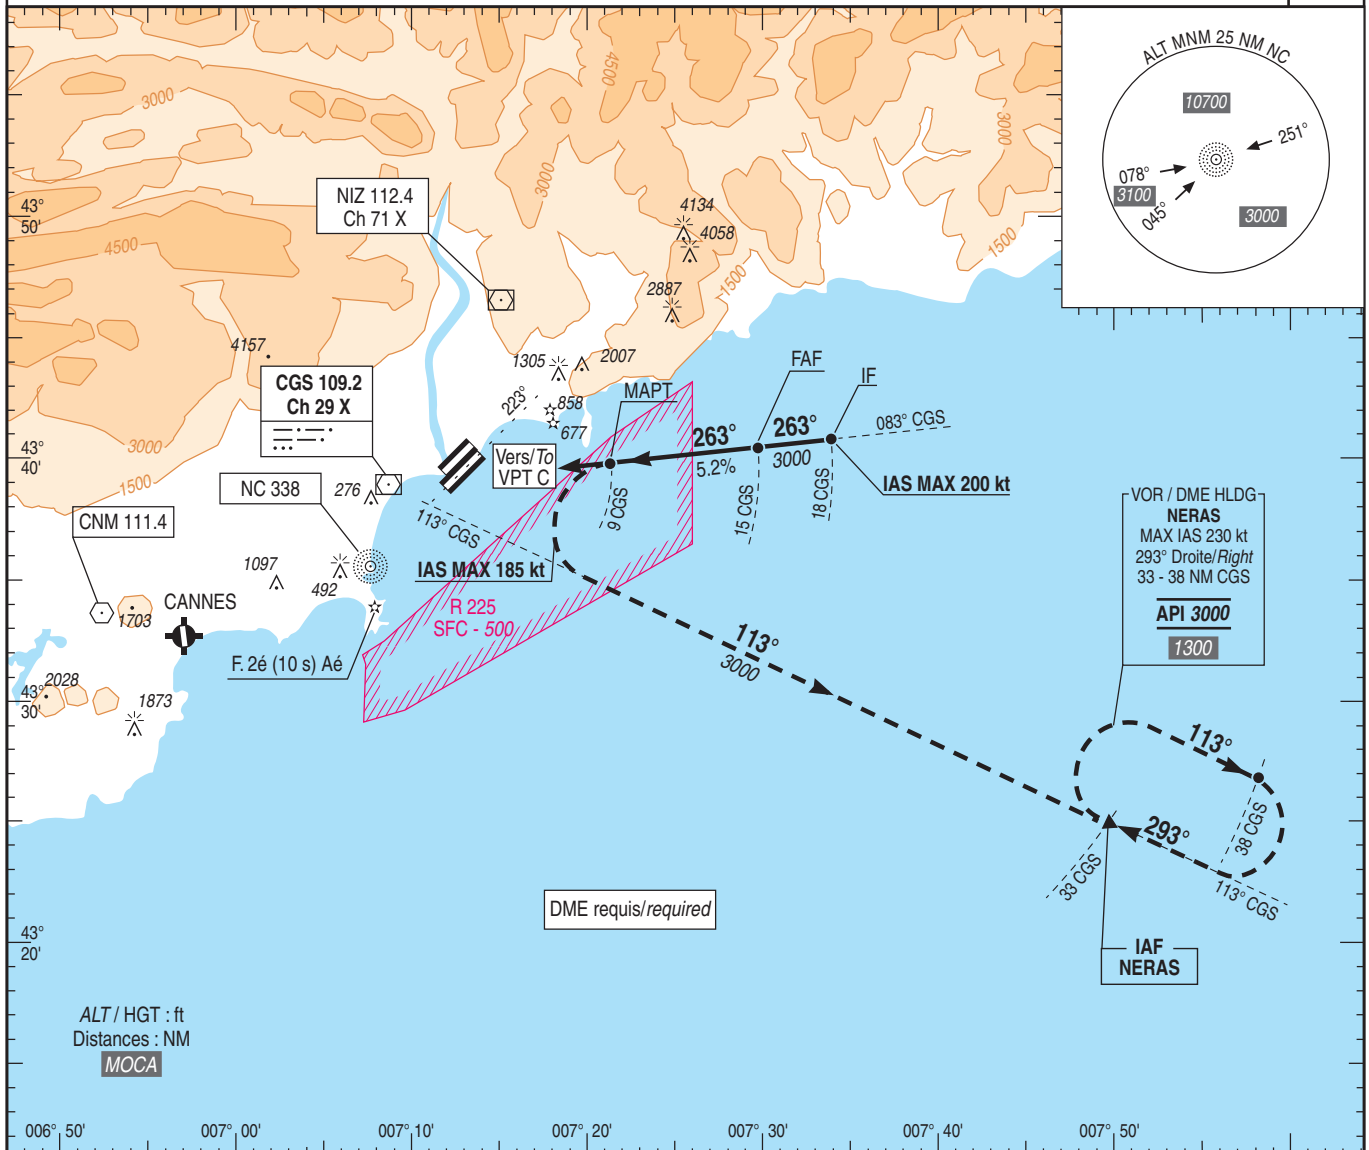 ALT MNM 25 NM NC
10700
251°
078°
3100
045°
3000
4500
3000
3000
3000
43°
50'
NIZ 112.4
Ch 71 X
4134
4058
4500
1500
1500
2887
4157
1305
2007
FAF
IF
CGS 109.2
Ch 29 X
223°
858
677
MAPT
263°
263°
083° CGS
5.2%
3000
43°
40'
3000
1500
Vers/To
VPT C
IAS MAX 200 kt
NC 338
276
9 CGS
15 CGS
18 CGS
VOR / DME HLDG
NERAS
MAX IAS 230 kt
293° Droite/Right
33 - 38 NM CGS
API 3000
1300
CNM 111.4
113° CGS
1097
492
IAS MAX 185 kt
CANNES
1703
R 225
SFC - 500
113°
3000
F. 2é (10 s) Aé
2028
43°
30'
1873
113°
293°
38 CGS
33 CGS
113° CGS
DME requis/required
43°
20'
IAF
NERAS
ALT / HGT : ft
Distances : NM
MOCA
006° 50'
007° 00'
007° 10'
007° 20'
007° 30'
007° 40'
007° 50'